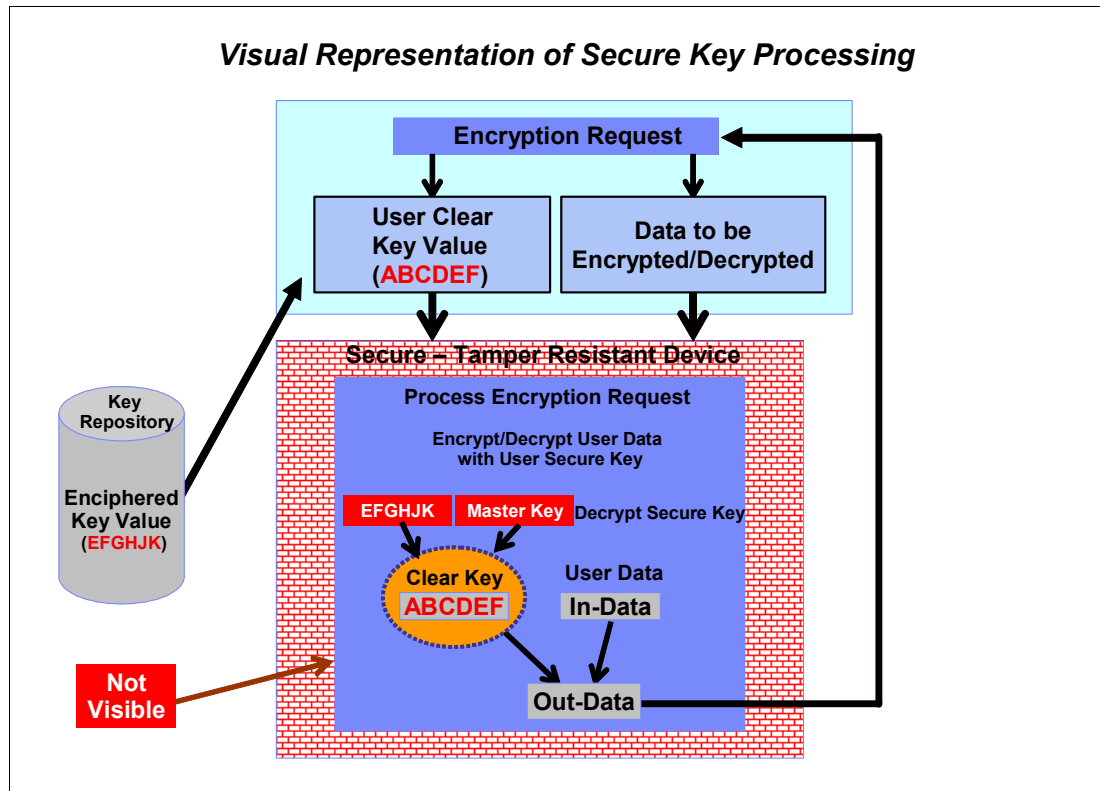 Visual Representation of Secure Key Processing
Encryption Request
User Clear
Key Value
(ABCDEF)
Data to be
Encrypted/Decrypted
Secure – Tamper Resistant Device
Process Encryption Request
Encrypt/Decrypt User Data
with User Secure Key
Key
Repository
Enciphered
Key Value
(EFGHJK)
EFGHJK
Master Key
Decrypt Secure Key
Clear Key
ABCDEF
User Data
In-Data
Out-Data
Not
Visible